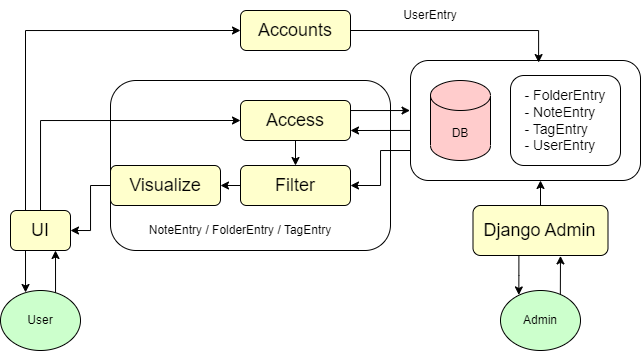 UserEntry
Accounts
- FolderEntry
- NoteEntry
- TagEntry
- UserEntry
DB
Access
Visualize
Filter
NoteEntry / FolderEntry / TagEntry
UI
Django Admin
User
Admin